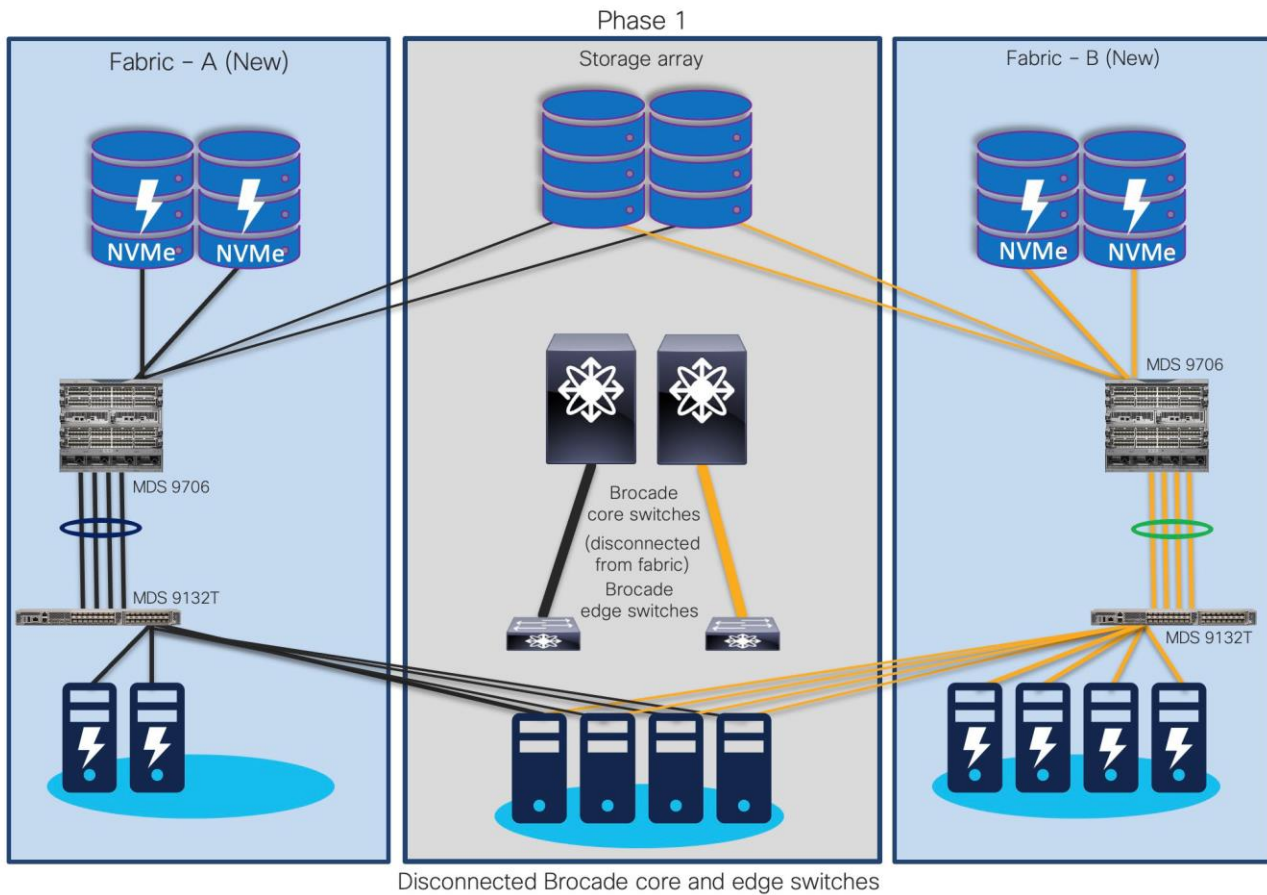 Phase 1
Fabric – A (New)
NVMe
NVMe
MDS 9706
MDS 9132T
Storage array
Brocade
core switches
(disconnected
from fabric)
Brocade
edge switches
Fabric – B (New)
NVMe
NVMe
MDS 9706
MDS 9132T
Disconnected Brocade core and edge switches